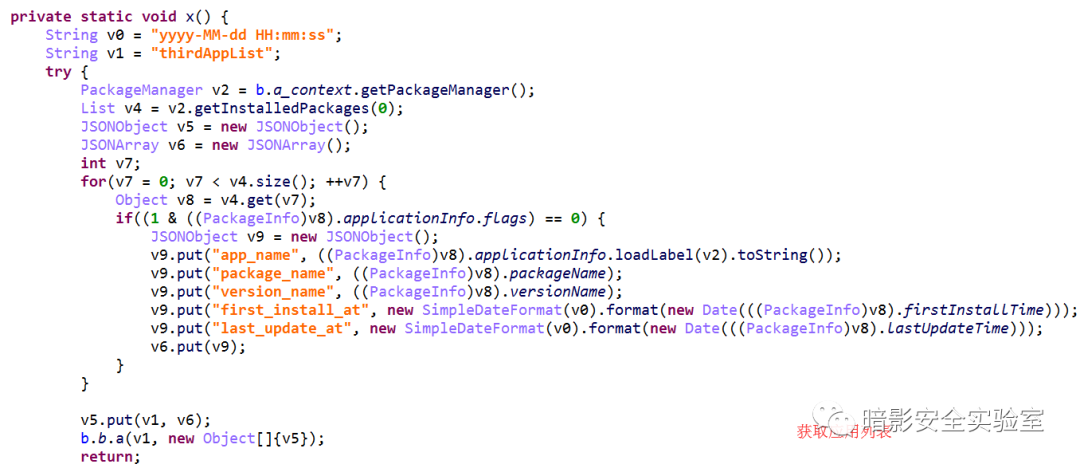 private static void x() {
    String v0 = "yyyy-MM-dd HH:mm:ss";
    String v1 = "thirdAppList";
    try {
        PackageManager v2 = b.a_context.getPackageManager();
        List v4 = v2.getInstalledPackages(0);
        JSONObject v5 = new JSONObject();
        JSONArray v6 = new JSONArray();
        int v7;
        for(v7 = 0; v7 < v4.size(); ++v7) {
            Object v8 = v4.get(v7);
            if((1 & ((PackageInfo)v8).applicationInfo.flags) == 0) {
                JSONObject v9 = new JSONObject();
                v9.put("app_name", ((PackageInfo)v8).applicationInfo.loadLabel(v2).toString());
                v9.put("package_name", ((PackageInfo)v8).packageName);
                v9.put("version_name", ((PackageInfo)v8).versionName);
                v9.put("first_install_at", new SimpleDateFormat(v0).format(new Date(((PackageInfo)v8).firstInstallTime)));
                v9.put("last_update_at", new SimpleDateFormat(v0).format(new Date(((PackageInfo)v8).lastUpdateTime)));
                v6.put(v9);
            }
        }

        v5.put(v1, v6);
        b.b.a(v1, new Object[]{v5});
        return;
获取应用列表
暗影安全实验室